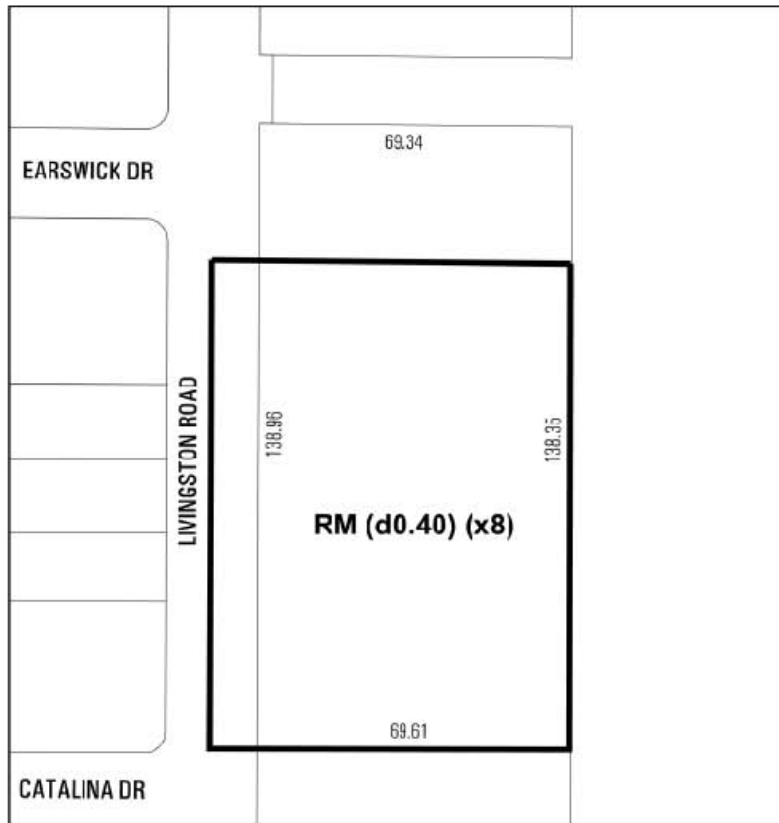 69.34
EARSWICK DR
LIVINGSTON ROAD
138.96
138.35
RM (d0.40) (x8)
69.61
CATALINA DR